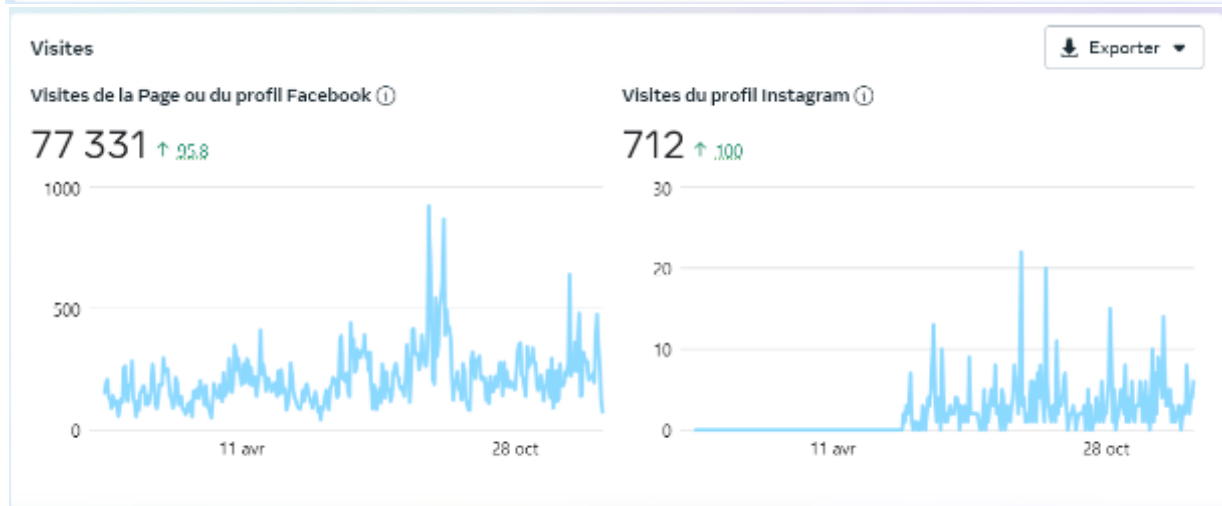 Visites
Exporter
Visites de la Page ou du profil Facebook
77 331 ↑ 95.8
1000
500
0
11 avr
28 oct
Visites du profil Instagram
712 ↑ 100
30
20
10
0
11 avr
28 oct